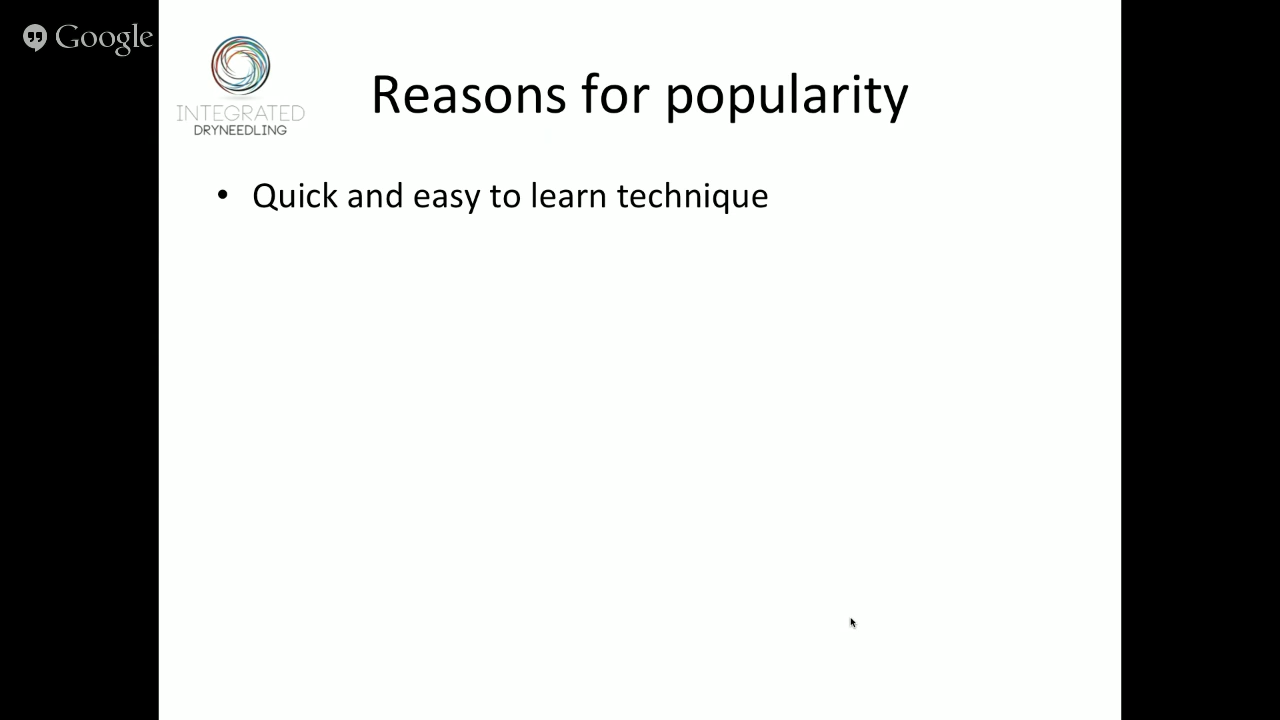 Google
INTEGRATED
DRYNEEDLING
Reasons for popularity
• Quick and easy to learn technique